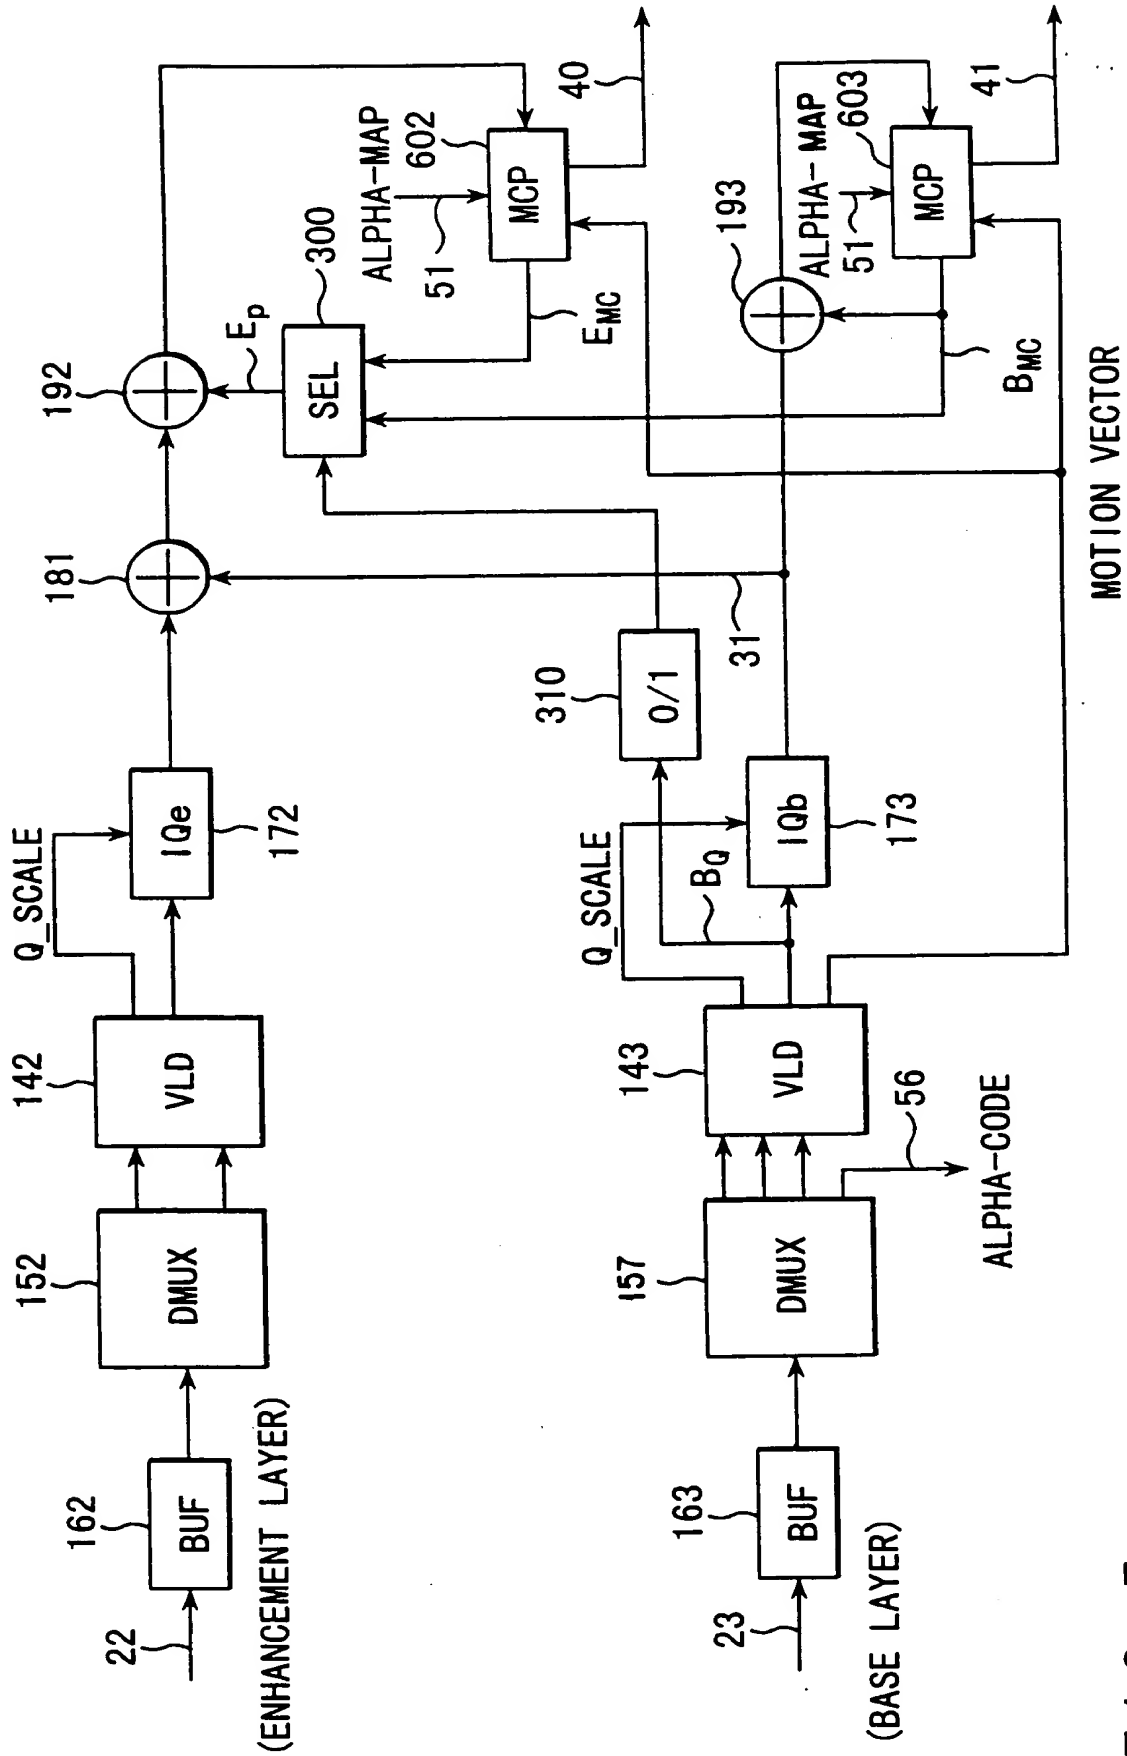 22
162
BUF
(ENHANCEMENT LAYER)
152
DMUX
142
VLD
Q_SCALE
IQe
172
181
192
Ep
300
SEL
EMC
ALPHA-MAP
51
602
MCP
40
23
163
BUF
(BASE LAYER)
157
DMUX
56
ALPHA-CODE
143
VLD
Q_SCALE
BQ
IQb
173
310
0/1
31
193
BMC
ALPHA-MAP
51
603
MCP
41
MOTION VECTOR